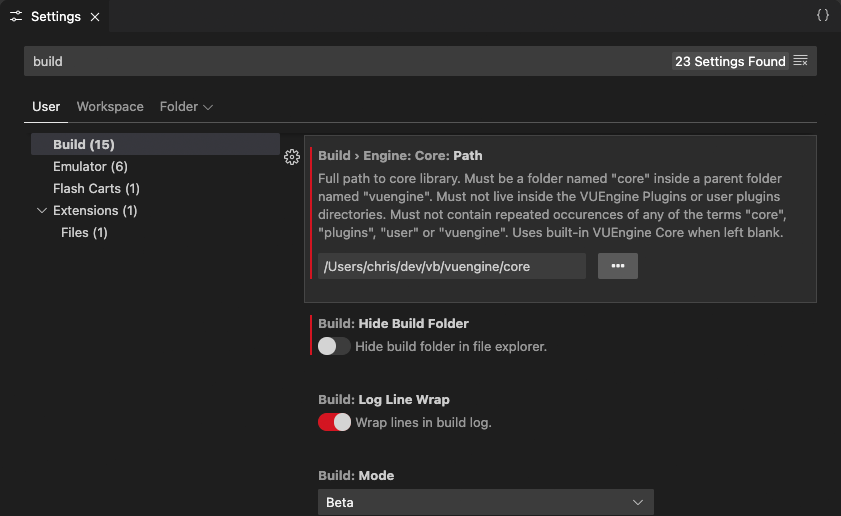 Settings
build
23 Settings Found
User Workspace Folder
Build (15)
Emulator (6)
Flash Carts (1)
Extensions (1)
Files (1)
Build › Engine: Core: Path
Full path to core library. Must be a folder named "core" inside a parent folder
named "vuengine". Must not live inside the VUEngine Plugins or user plugins
directories. Must not contain repeated occurences of any of the terms "core",
"plugins", "user" or "vuengine". Uses built-in VUEngine Core when left blank.
/Users/chris/dev/vb/vuengine/core
Build: Hide Build Folder
Hide build folder in file explorer.
Build: Log Line Wrap
Wrap lines in build log.
Build: Mode
Beta